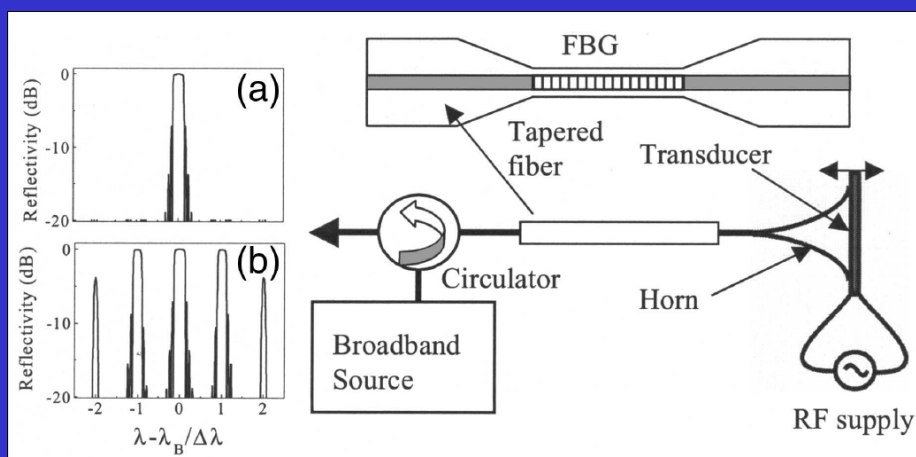 (a)
Reflectivity (dB)
0
-10
-20
(b)
Reflectivity (dB)
0
-10
-20
-2 -1 0 1 2
λ-λB/Δλ
FBG
Tapered
fiber
Transducer
Circulator
Horn
Broadband
Source
RF supply